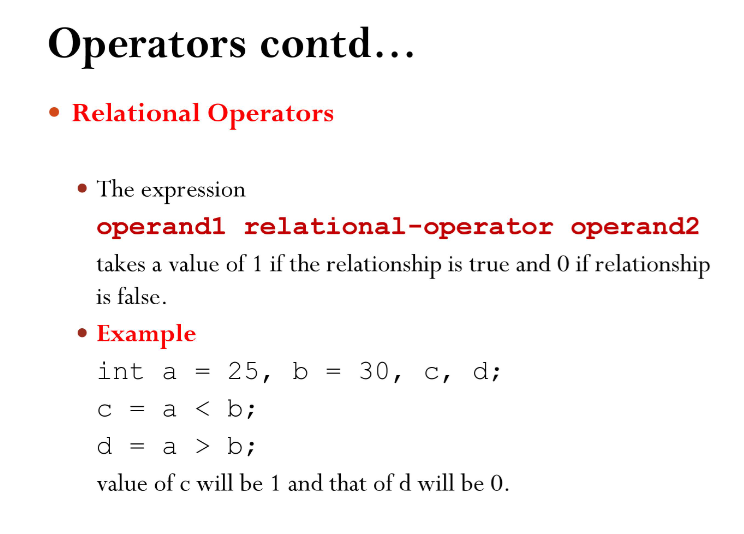 Operators contd...
• Relational Operators
• The expression
operand1 relational-operator operand2
takes a value of 1 if the relationship is true and 0 if relationship
is false.
• Example
int a = 25, b = 30, c, d;
c = a < b;
d = a > b;
value of c will be 1 and that of d will be 0.